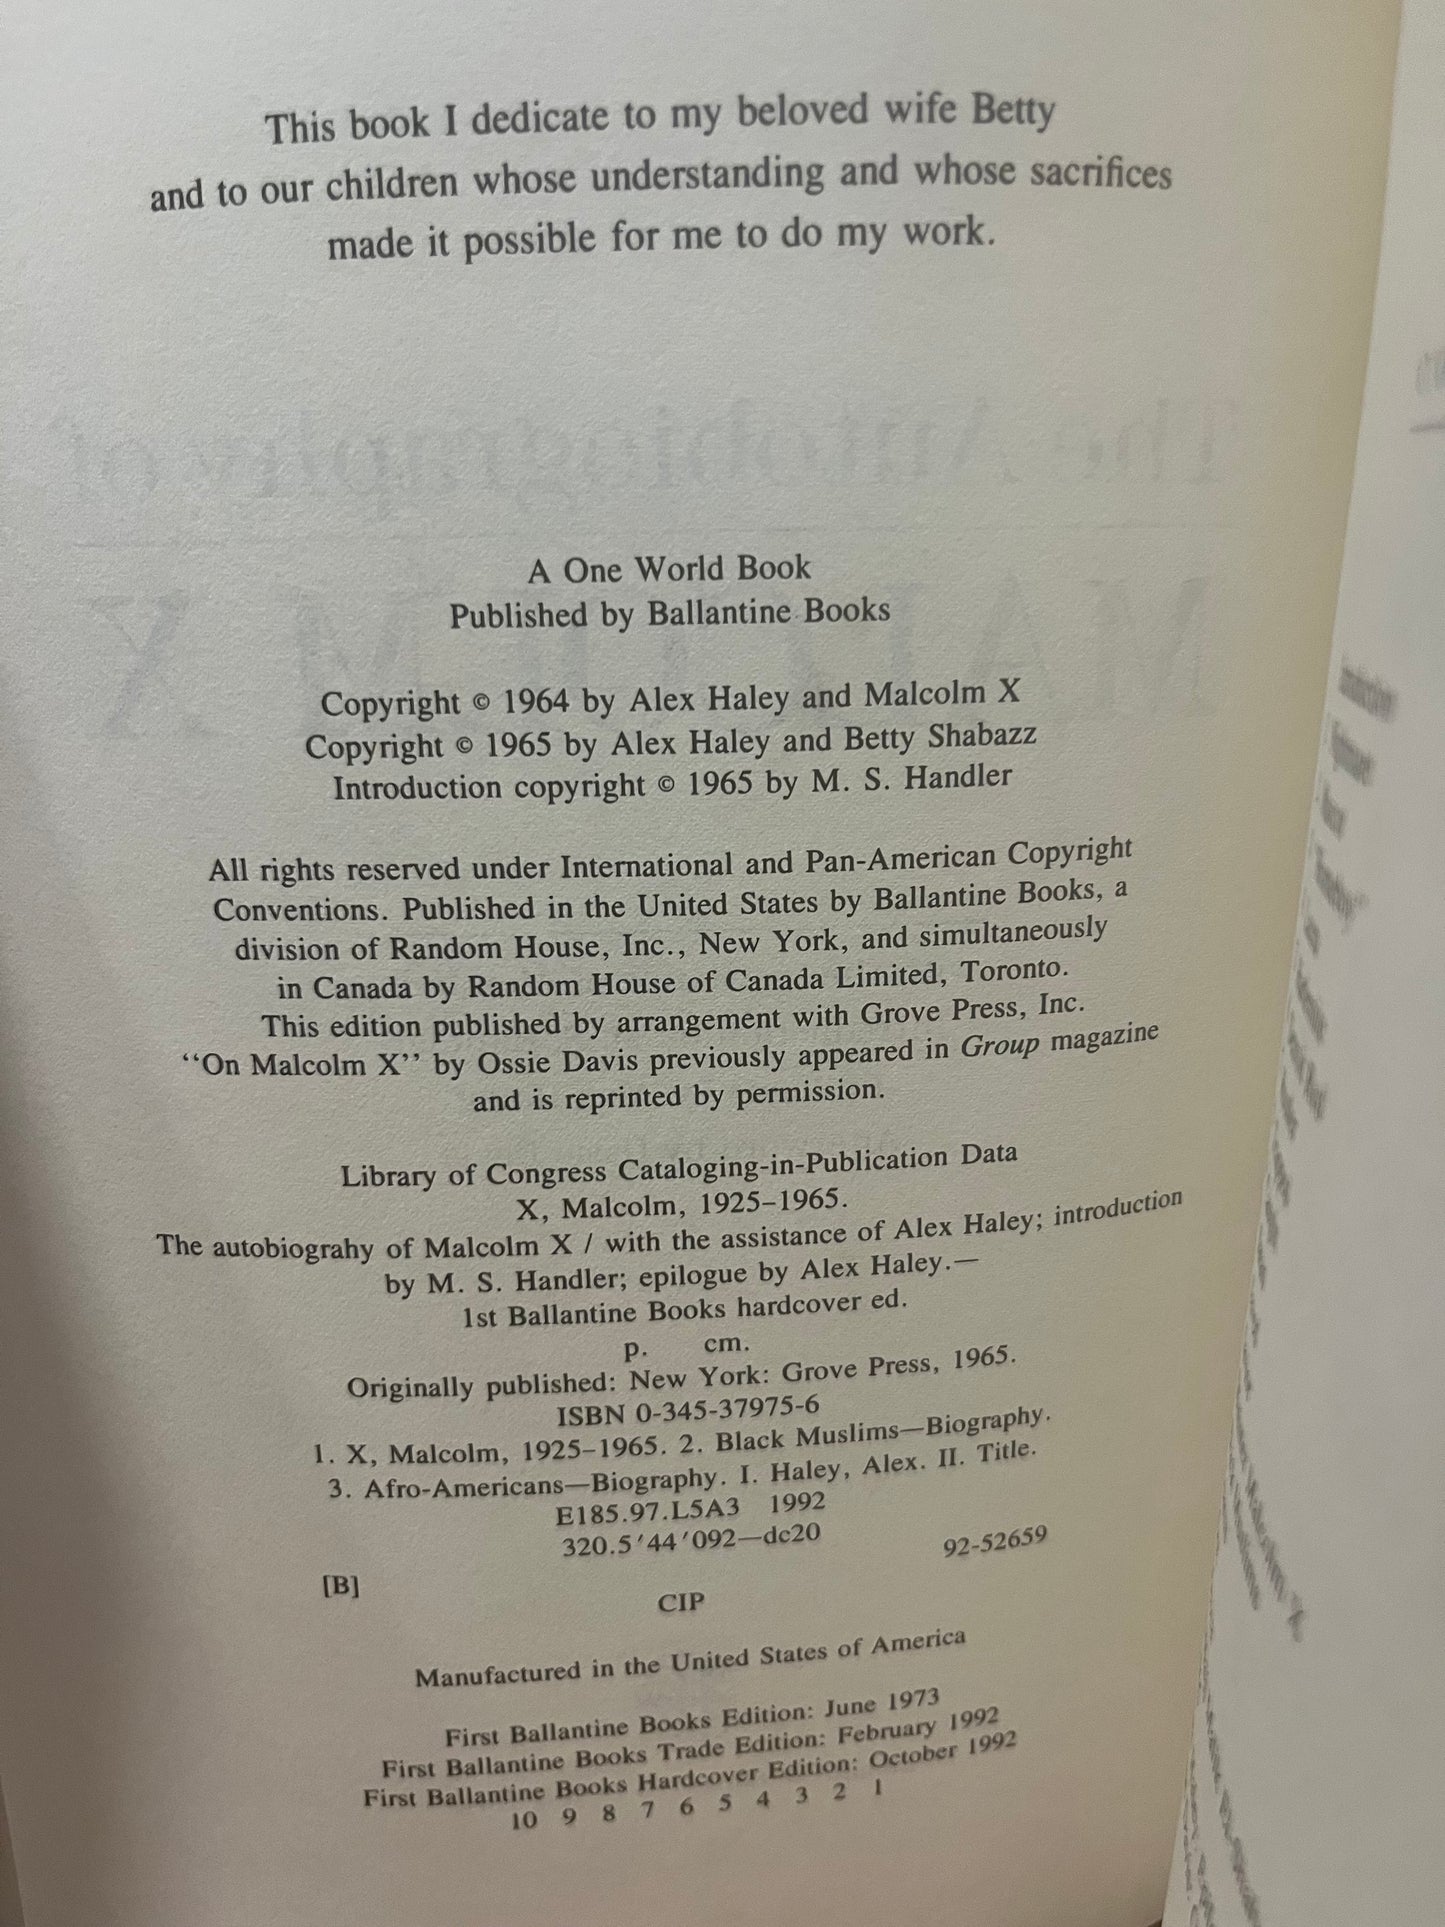 This book I dedicate to my beloved wife Betty
and to our children whose understanding and whose sacrifices
made it possible for me to do my work.
A One World Book
Published by Ballantine Books
Copyright © 1964 by Alex Haley and Malcolm X
Copyright © 1965 by Alex Haley and Betty Shabazz
Introduction copyright © 1965 by M. S. Handler
All rights reserved under International and Pan-American Copyright
Conventions. Published in the United States by Ballantine Books, a
division of Random House, Inc., New York, and simultaneously
in Canada by Random House of Canada Limited, Toronto.
This edition published by arrangement with Grove Press, Inc.
‘‘On Malcolm X’’ by Ossie Davis previously appeared in Group magazine
and is reprinted by permission.
Library of Congress Cataloging-in-Publication Data
X, Malcolm, 1925–1965.
The autobiograhy of Malcolm X / with the assistance of Alex Haley; introduction
by M. S. Handler; epilogue by Alex Haley.—
1st Ballantine Books hardcover ed.
p. cm.
Originally published: New York: Grove Press, 1965.
ISBN 0-345-37975-6
1. X, Malcolm, 1925–1965. 2. Black Muslims—Biography.
3. Afro-Americans—Biography. I. Haley, Alex. II. Title.
E185.97.L5A3 1992
320.5′44′092—dc20 92-52659
[B]
CIP
Manufactured in the United States of America
First Ballantine Books Edition: June 1973
First Ballantine Books Trade Edition: February 1992
First Ballantine Books Hardcover Edition: October 1992
10 9 8 7 6 5 4 3 2 1